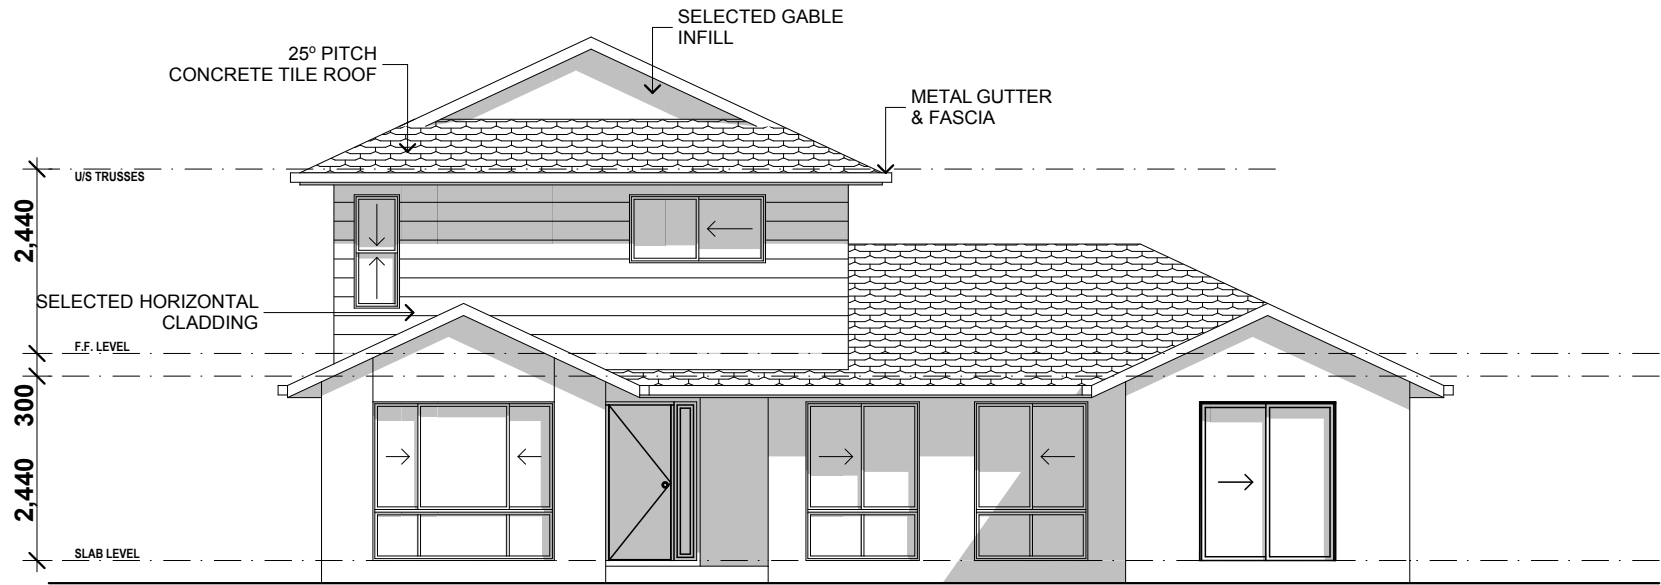 SELECTED GABLE
INFILL
25º PITCH
CONCRETE TILE ROOF
METAL GUTTER
& FASCIA
U/S TRUSSES
2,440
SELECTED HORIZONTAL
CLADDING
F.F. LEVEL
300
2,440
SLAB LEVEL